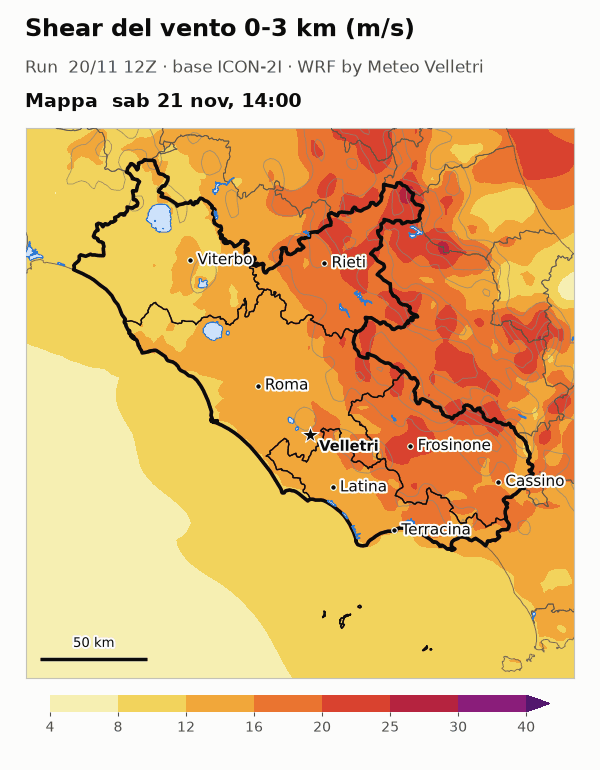 Shear del vento 0-3 km (m/s)
Run  20/11 12Z · base ICON-2I · WRF by Meteo Velletri
Mappa  sab 21 nov, 14:00
Viterbo
Rieti
Roma
Velletri
Frosinone
Cassino
Latina
Terracina
50 km
4 8 12 16 20 25 30 40